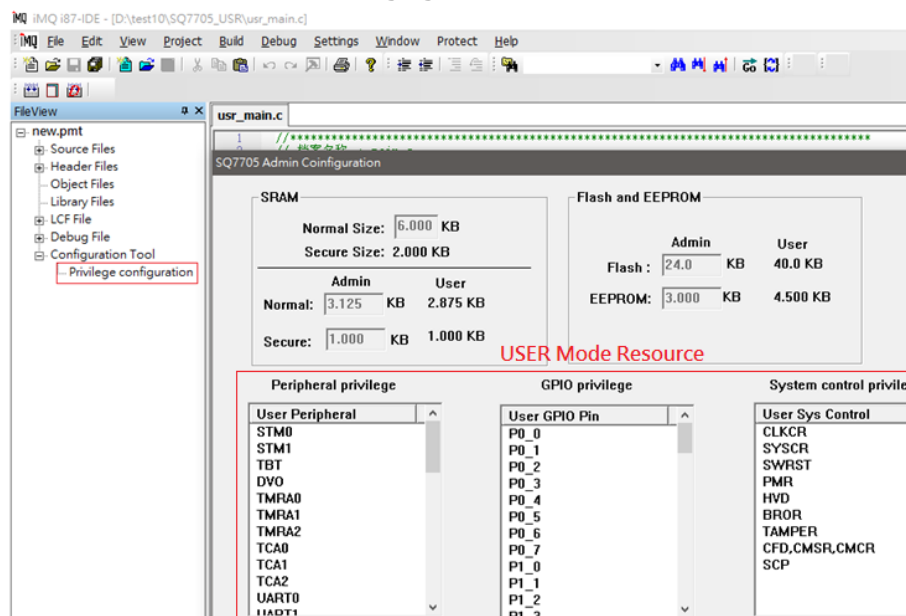 iMQ i87-IDE - [D:\test10\SQ7705_USR\usr_main.c]
File Edit View Project Build Debug Settings Window Protect Help
FileView
usr_main.c
new.pmt
Source Files
Header Files
Object Files
Library Files
LCF File
Debug File
Configuration Tool
Privilege configuration
1 //
SQ7705 Admin Coinfiguration
SRAM
Normal Size: 6.000 KB
Secure Size: 2.000 KB
Admin User
Normal: 3.125 KB 2.875 KB
Secure: 1.000 KB 1.000 KB
Flash and EEPROM
Admin User
Flash : 24.0 KB 40.0 KB
EEPROM: 3.000 KB 4.500 KB
USER Mode Resource
Peripheral privilege
User Peripheral
STM0
STM1
TBT
DVO
TMRA0
TMRA1
TMRA2
TCA0
TCA1
TCA2
UART0
UART1
GPIO privilege
User GPIO Pin
P0_0
P0_1
P0_2
P0_3
P0_4
P0_5
P0_6
P0_7
P1_0
P1_1
P1_2
P1_3
System control privile
User Sys Control
CLKCR
SYSCR
SWRST
PMR
HVD
BROR
TAMPER
CFD,CMSR,CMCR
SCP